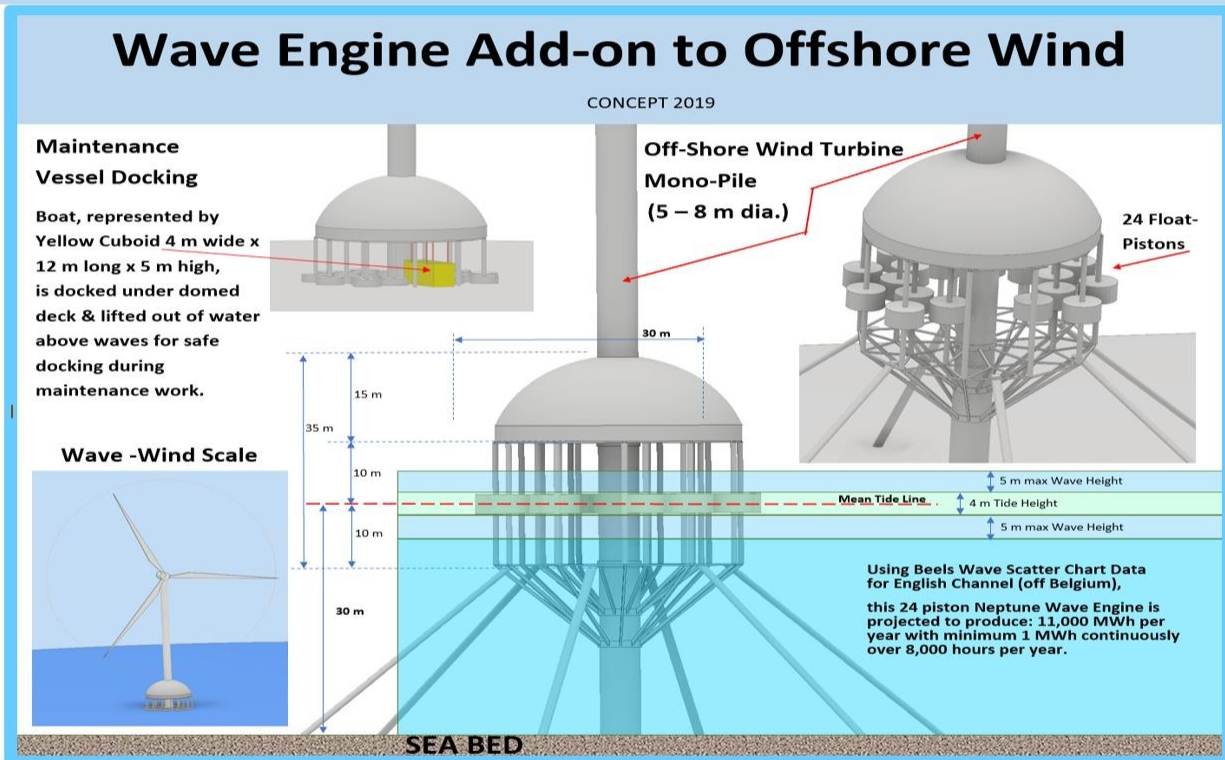 Wave Engine Add-on to Offshore Wind
CONCEPT 2019
Maintenance
Vessel Docking
Boat, represented by
Yellow Cuboid 4 m wide x
12 m long x 5 m high,
is docked under domed
deck & lifted out of water
above waves for safe
docking during
maintenance work.
Off-Shore Wind Turbine
Mono-Pile
(5 – 8 m dia.)
24 Float-
Pistons
30 m
15 m
35 m
10 m
10 m
30 m
Wave -Wind Scale
5 m max Wave Height
Mean Tide Line
4 m Tide Height
5 m max Wave Height
Using Beels Wave Scatter Chart Data
for English Channel (off Belgium),
this 24 piston Neptune Wave Engine is
projected to produce: 11,000 MWh per
year with minimum 1 MWh continuously
over 8,000 hours per year.
SEA BED